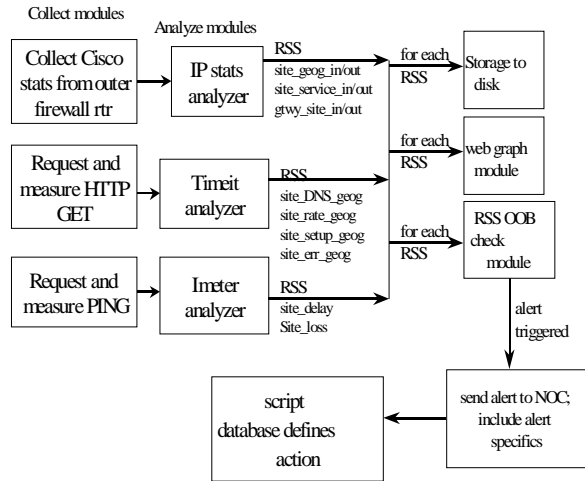 Collect modules
Analyze modules
Collect Cisco
stats from outer
firewall rtr
IP stats
analyzer
RSS
site_geog_in/out
site_service_in/out
gtwy_site_in/out
for each
RSS
Storage to
disk
Request and
measure HTTP
GET
Timeit
analyzer
RSS
site_DNS_geog
site_rate_geog
site_setup_geog
site_err_geog
for each
RSS
web graph
module
for each
RSS
RSS OOB
check
module
Request and
measure PING
Imeter
analyzer
RSS
site_delay
Site_loss
alert
triggered
send alert to NOC;
include alert
specifics
script
database defines
action